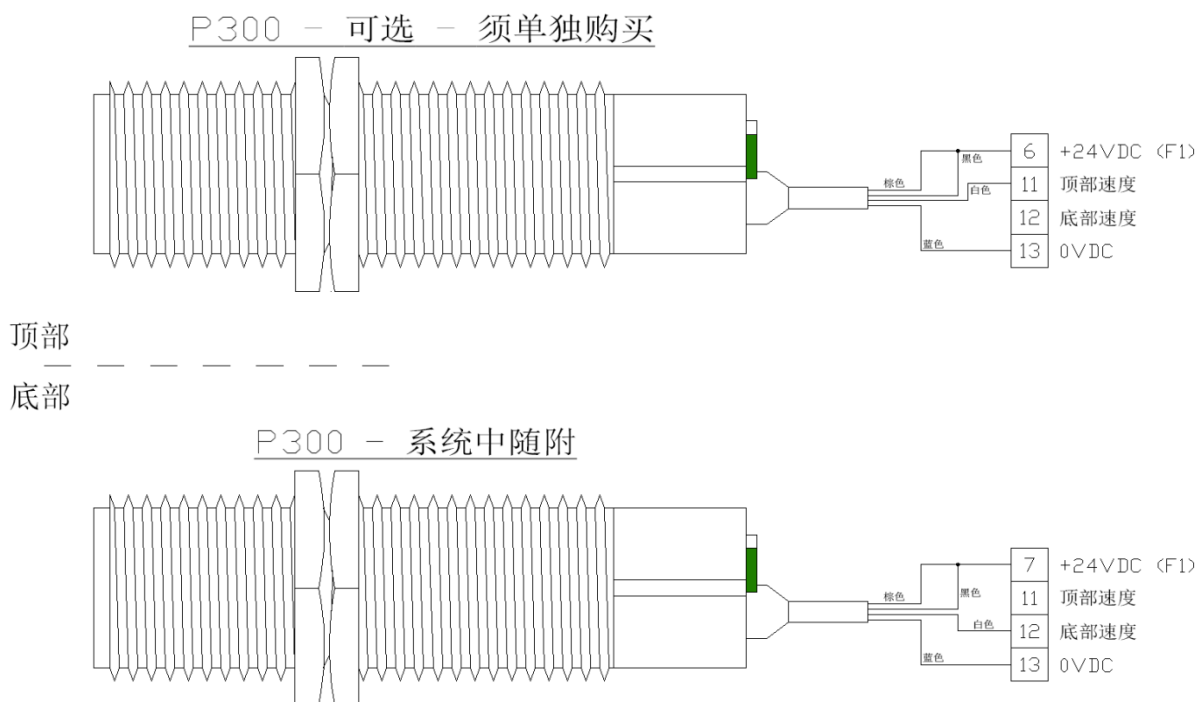 P300 - 可选 - 须单独购买
黑色
6 +24VDC (F1)
棕色
白色
11 顶部速度
12 底部速度
蓝色
13 0VDC
顶部
底部
P300 - 系统中随附
7 +24VDC (F1)
棕色
黑色
11 顶部速度
白色
12 底部速度
蓝色
13 0VDC